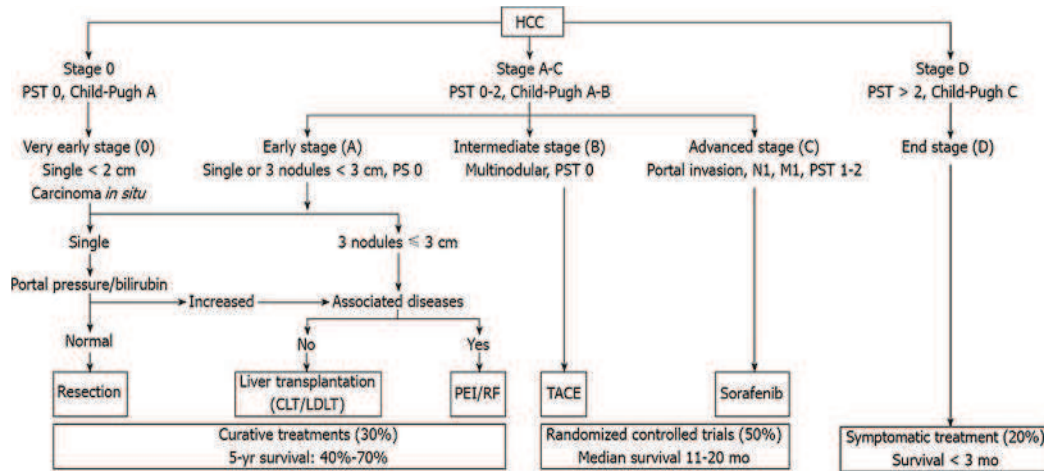 HCC
Stage 0
PST 0, Child-Pugh A
Stage A-C
PST 0-2, Child-Pugh A-B
Stage D
PST > 2, Child-Pugh C
Very early stage (0)
Single < 2 cm
Carcinoma in situ
Early stage (A)
Single or 3 nodules < 3 cm, PS 0
Intermediate stage (B)
Multinodular, PST 0
Advanced stage (C)
Portal invasion, N1, M1, PST 1-2
End stage (D)
Single
3 nodules ⩽ 3 cm
Portal pressure/bilirubin
Increased
Associated diseases
Normal
No
Yes
Resection
Liver transplantation
(CLT/LDLT)
PEI/RF
TACE
Sorafenib
Curative treatments (30%)
5-yr survival: 40%-70%
Randomized controlled trials (50%)
Median survival 11-20 mo
Symptomatic treatment (20%)
Survival < 3 mo